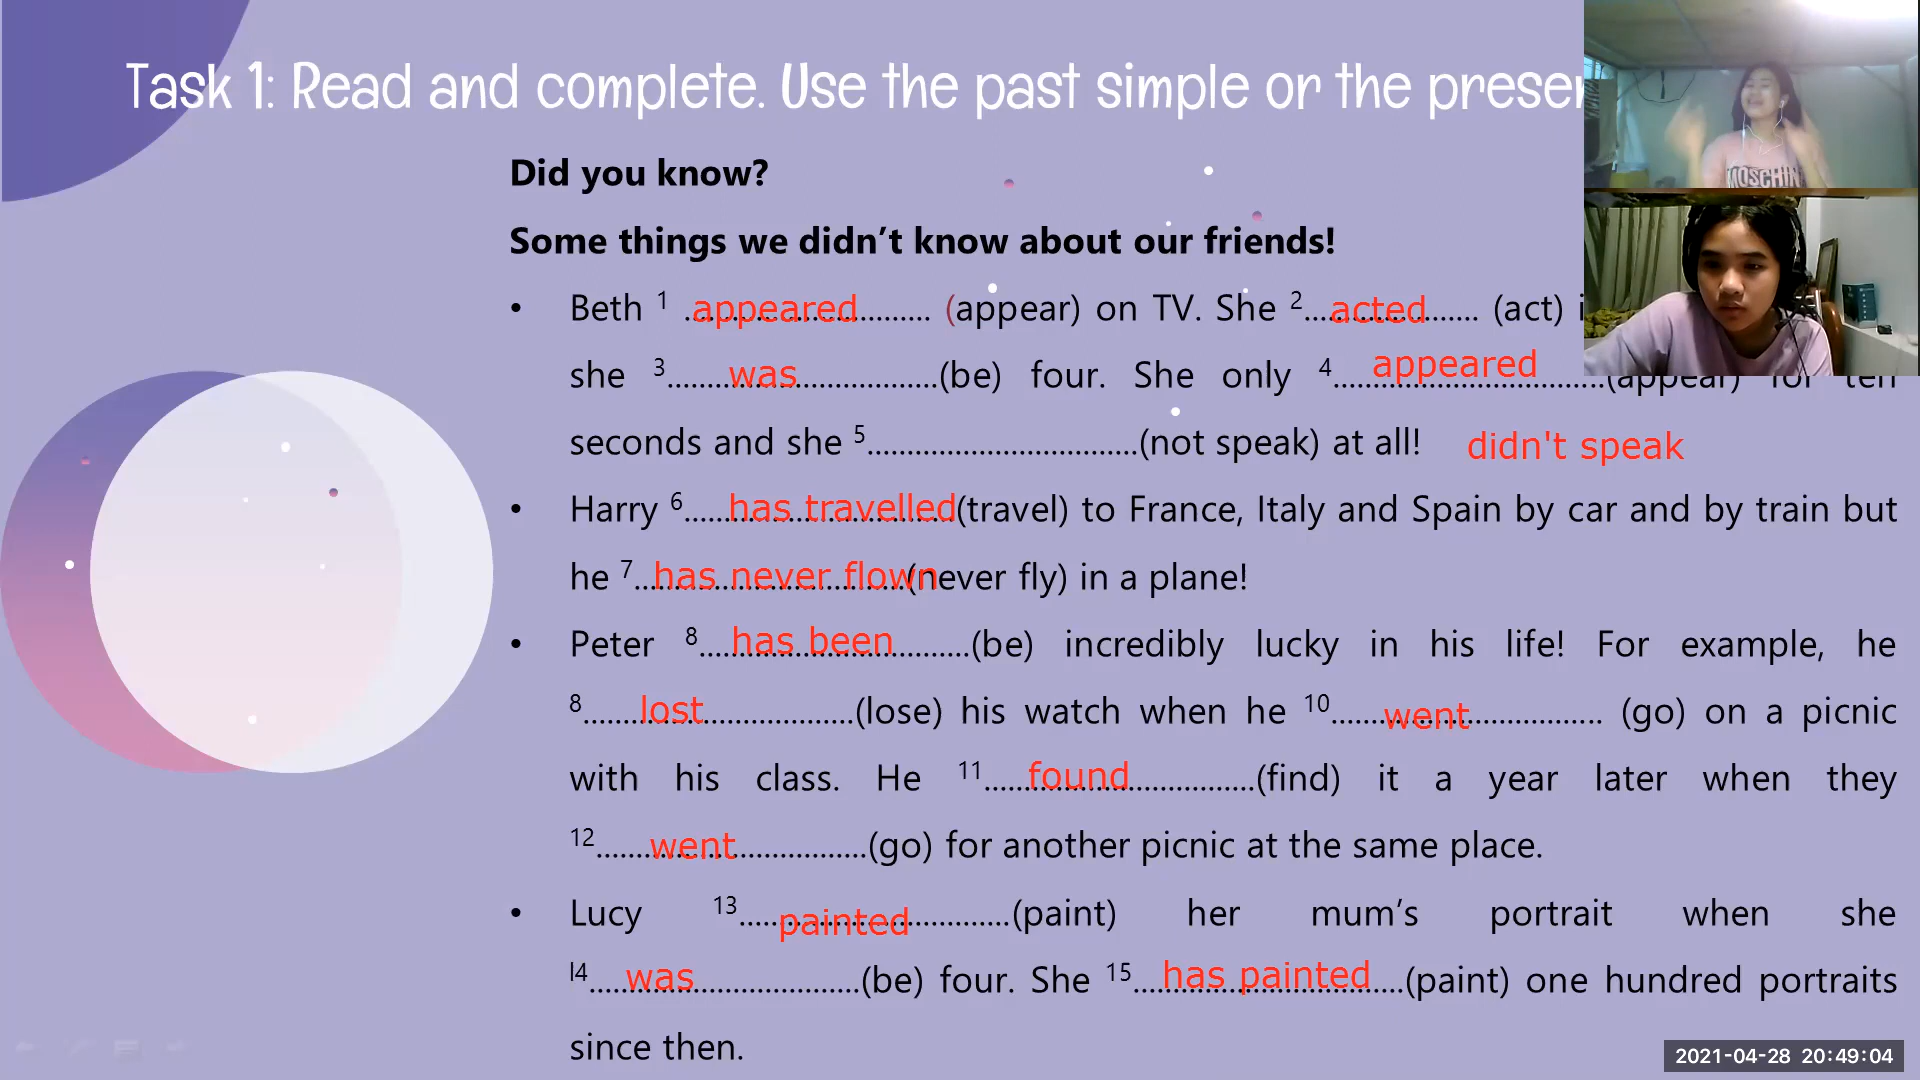 Task 1: Read and complete. Use the past simple or the
Did you know?
Some things we didn’t know about our friends!
• Beth 1 ....appeared.... (appear) on TV. She 2....acted.... (act)
she 3....was....(be) four. She only 4....appeared....(appear) for ten
seconds and she 5....(not speak) at all! didn't speak
• Harry 6....has travelled(travel) to France, Italy and Spain by car and by train but
he 7....has never flown(never fly) in a plane!
• Peter 8....has been....(be) incredibly lucky in his life! For example, he
8....lost....(lose) his watch when he 10....went.... (go) on a picnic
with his class. He 11....found....(find) it a year later when they
12....went....(go) for another picnic at the same place.
• Lucy 13....painted....(paint) her mum’s portrait when she
l4....was....(be) four. She 15....has painted....(paint) one hundred portraits
since then.
MOSCHIN
2021-04-28 20:49:04